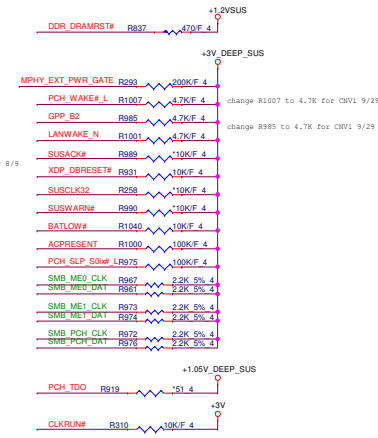 +1.2VSUS
DDR_DRAMRST# R837 470/F_4
+3V_DEEP_SUS
MPHY_EXT_PWR_GATE R293 200K/F_4
PCH_WAKE#_L R1007 4.7K/F_4 change R1007 to 4.7K for CNVi 9/29
GPP_B2 R985 4.7K/F_4
change R985 to 4.7K for CNVi 9/29
LANWAKE_N R1001 4.7K/F_4
8/9
SUSACK# R989 *10K/F_4
XDP_DBRESET# R931 10K/F_4
SUSCLK32 R258 *10K/F_4
SUSWARN# R990 *10K/F_4
BATLOW# R1040 10K/F_4
ACPRESENT R1000 100K/F_4
PCH_SLP_S0ix#_L R975 100K/F_4
SMB_ME0_CLK R967 2.2K_5%_4
SMB_ME0_DAT R961 2.2K_5%_4
SMB_ME1_CLK R973 2.2K_5%_4
SMB_ME1_DAT R974 2.2K_5%_4
SMB_PCH_CLK R972 2.2K_5%_4
SMB_PCH_DAT R976 2.2K_5%_4
+1.05V_DEEP_SUS
PCH_TDO R919 *51_4
+3V
CLKRUN# R310 10K/F_4